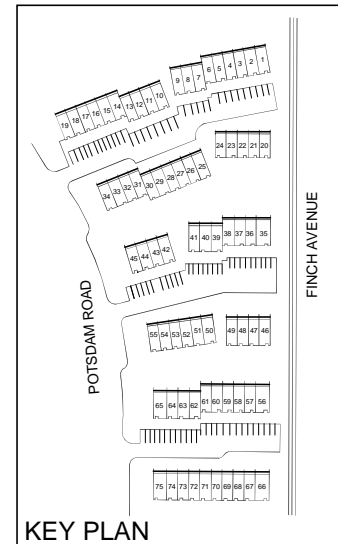 9 8 7 6 5 4 3 2 1
19 18 17 16 15 14 13 12 11 10
24 23 22 21 20
34 33 32 31 30 29 28 27 26 25
41 40 39 38 37 36 35
45 44 43 42
FINCH AVENUE
POTSDAM ROAD
55 54 53 52 51 50 49 48 47 46
65 64 63 62 61 60 59 58 57 56
75 74 73 72 71 70 69 68 67 66
KEY PLAN